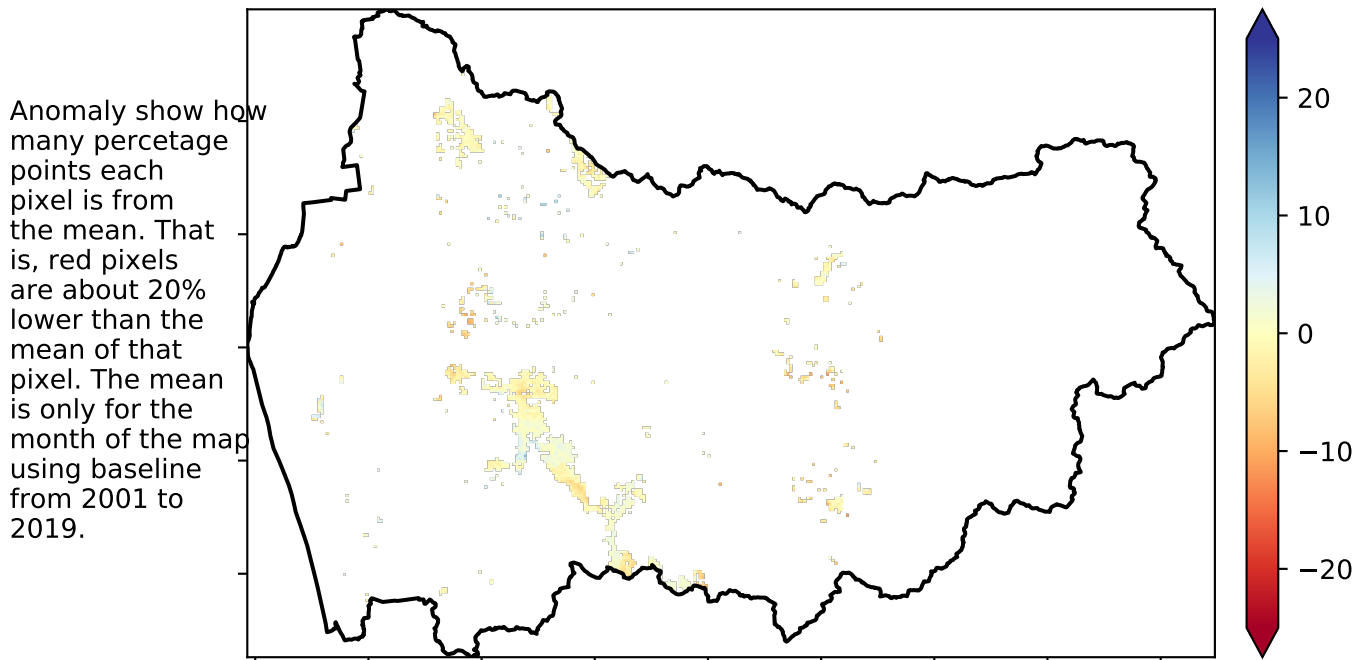 Anomaly show how
many percetage
points each
pixel is from
the mean. That
is, red pixels
are about 20%
lower than the
mean of that
pixel. The mean
is only for the
month of the map
using baseline
from 2001 to
2019.
20
10
0
−10
−20